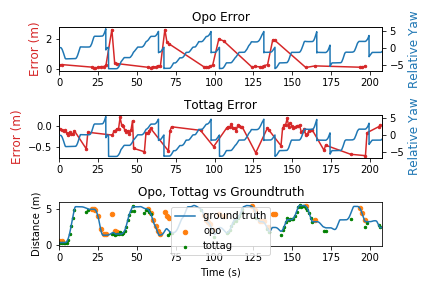 Opo Error
Error (m)
2
0
5
0
−5
Relative Yaw
0 25 50 75 100 125 150 175 200
Tottag Error
Error (m)
0.0
−0.5
5
0
−5
Relative Yaw
0 25 50 75 100 125 150 175 200
Opo, Tottag vs Groundtruth
Distance (m)
5
0
ground truth
opo
tottag
0 25 50 75 100 125 150 175 200
Time (s)